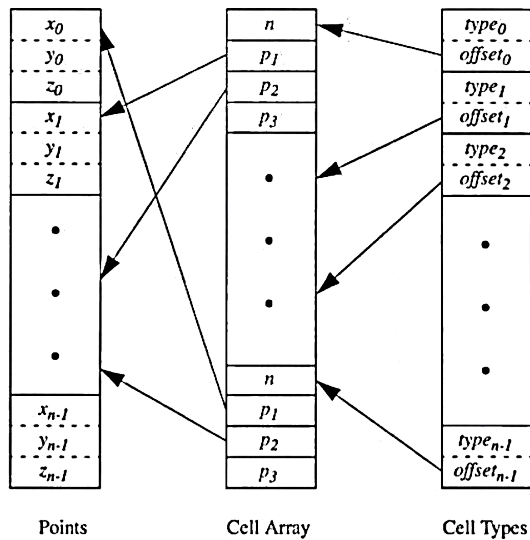 x0
y0
z0
x1
y1
z1
xn-1
yn-1
zn-1
Points
n
p1
p2
p3
n
p1
p2
p3
Cell Array
type0
offset0
type1
offset1
type2
offset2
typen-1
offsetn-1
Cell Types